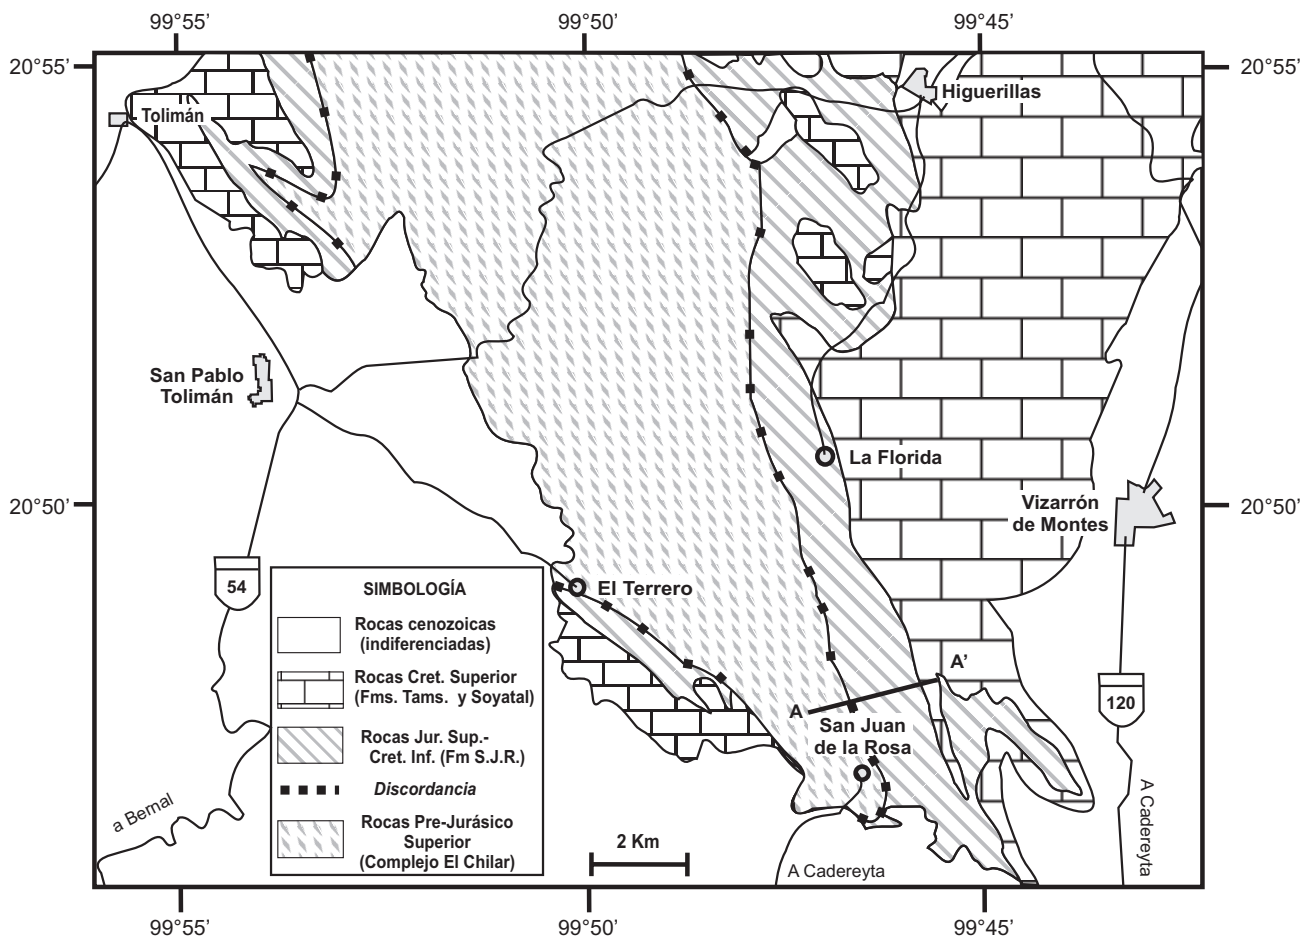 99°55’ 99°50’ 99°45’
20°55’ 20°55’
Higuerillas
Tolimán
San Pablo
Tolimán
La Florida
20°50’ 20°50’
Vizarrón
de Montes
54
El Terrero
SIMBOLOGÍA
Rocas cenozoicas
(indiferenciadas)
Rocas Cret. Superior
(Fms. Tams. y Soyatal)
Rocas Jur. Sup.-
Cret. Inf. (Fm S.J.R.)
Discordancia
Rocas Pre-Jurásico
Superior
(Complejo El Chilar)
A’
A
120
San Juan
de la Rosa
a Bernal
2 Km
A Cadereyta
A Cadereyta
99°55’ 99°50’ 99°45’